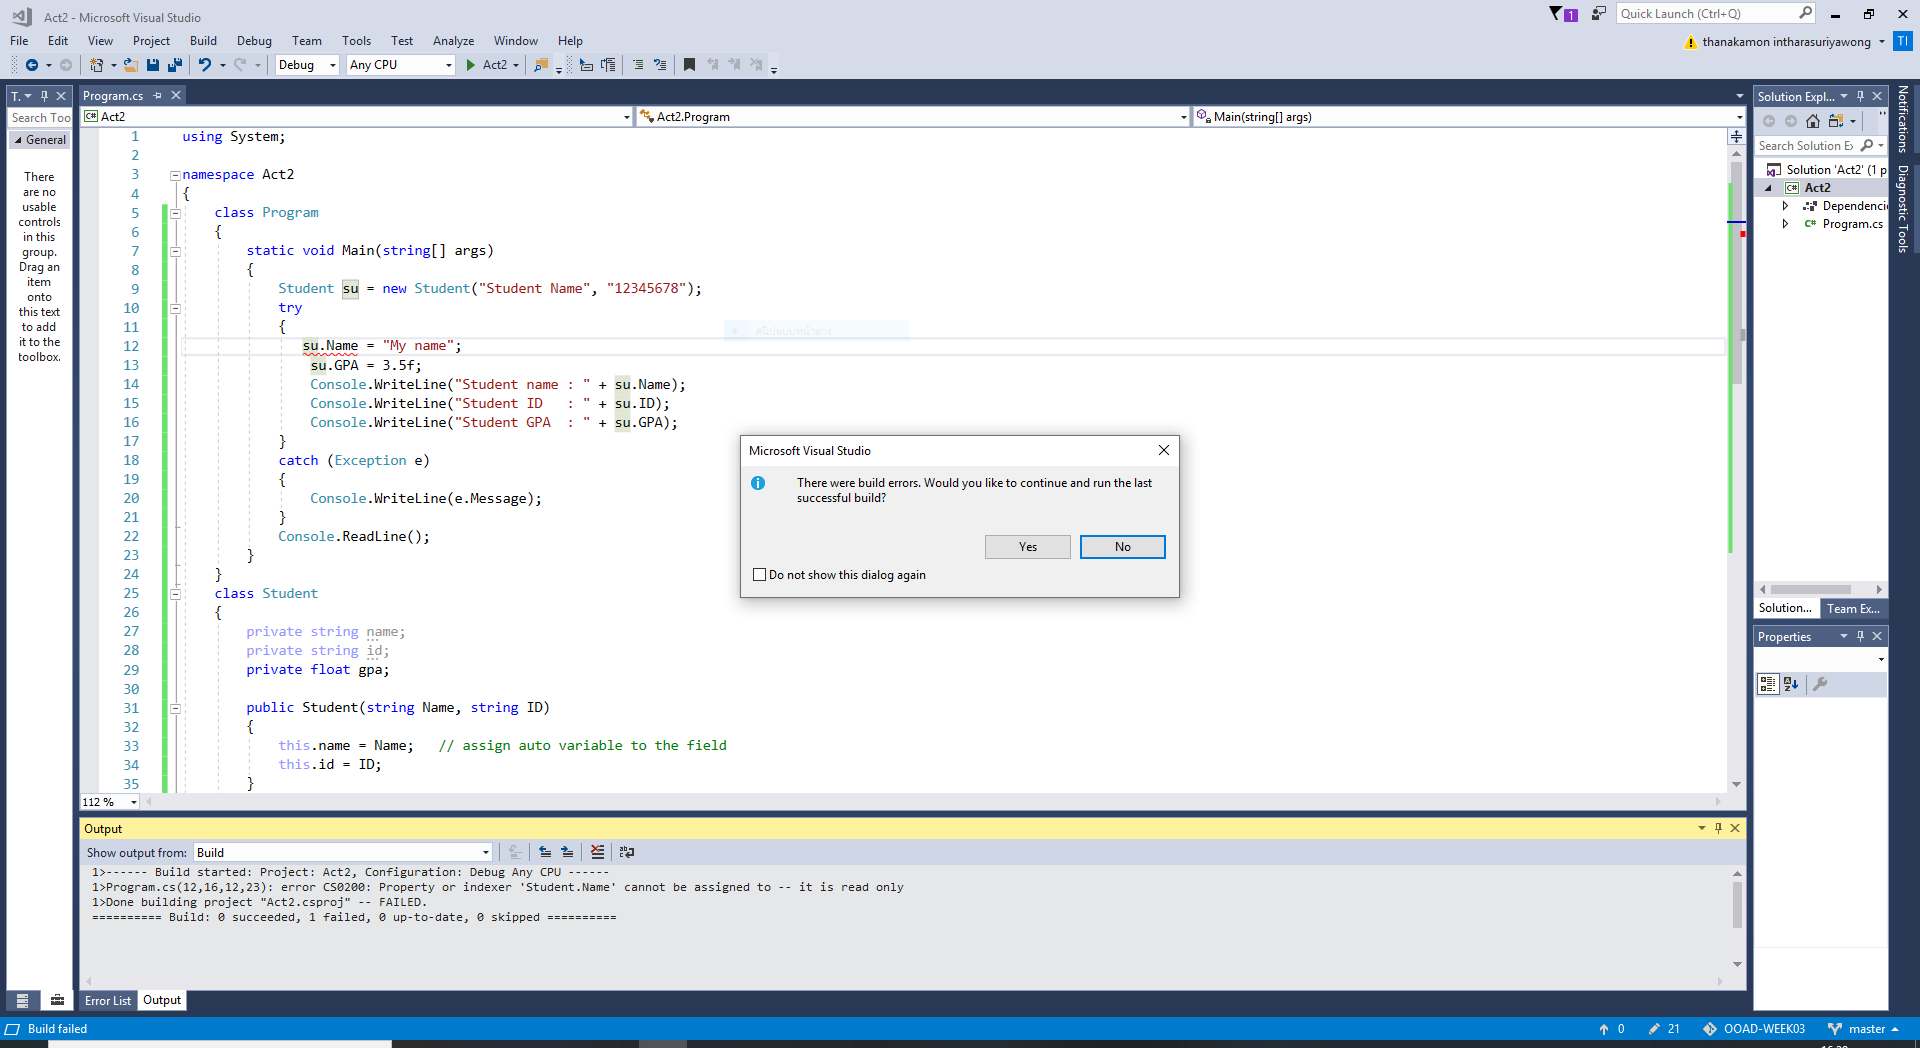 Act2 - Microsoft Visual Studio
1
Quick Launch (Ctrl+Q)
File Edit View Project Build Debug Team Tools Test Analyze Window Help
thanakamon intharasuriyawong
TI
Debug
Any CPU
Act2
T.
Program.cs
Search Too
Act2
Act2.Program
Main(string[] args)
General
There
are no
usable
controls
in this
group.
Drag an
item
onto
this text
to add
it to the
toolbox.
1 using System;
2
3 namespace Act2
4 {
5 class Program
6 {
7 static void Main(string[] args)
8 {
9 Student su = new Student("Student Name", "12345678");
10 try
11 {
12 su.Name = "My name";
13 su.GPA = 3.5f;
14 Console.WriteLine("Student name : " + su.Name);
15 Console.WriteLine("Student ID   : " + su.ID);
16 Console.WriteLine("Student GPA  : " + su.GPA);
17 }
18 catch (Exception e)
19 {
20 Console.WriteLine(e.Message);
21 }
22 Console.ReadLine();
23 }
24 }
25 class Student
26 {
27 private string name;
28 private string id;
29 private float gpa;
30
31 public Student(string Name, string ID)
32 {
33 this.name = Name;   // assign auto variable to the field
34 this.id = ID;
35 }
112 %
Microsoft Visual Studio
There were build errors. Would you like to continue and run the last
successful build?
Yes
No
Do not show this dialog again
Solution Expl...
Search Solution Ex
Solution 'Act2' (1 p
Act2
Dependencie
Program.cs
Solution...
Team Ex...
Properties
Notifications
Diagnostic Tools
Output
Show output from: Build
1>------ Build started: Project: Act2, Configuration: Debug Any CPU ------
1>Program.cs(12,16,12,23): error CS0200: Property or indexer 'Student.Name' cannot be assigned to -- it is read only
1>Done building project "Act2.csproj" -- FAILED.
========== Build: 0 succeeded, 1 failed, 0 up-to-date, 0 skipped ==========
Error List
Output
Build failed
0
21
OOAD-WEEK03
master